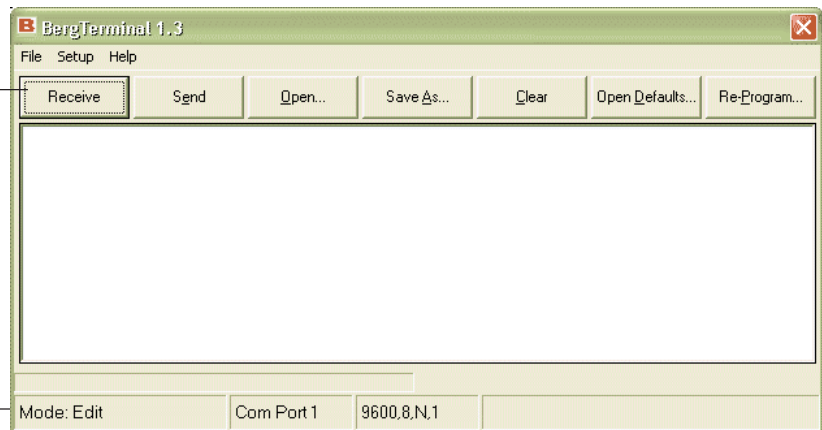 B BergTerminal 1.3
File Setup Help
Receive Send Open... Save As... Clear Open Defaults... Re-Program...
Mode: Edit Com Port 1 9600,8,N,1